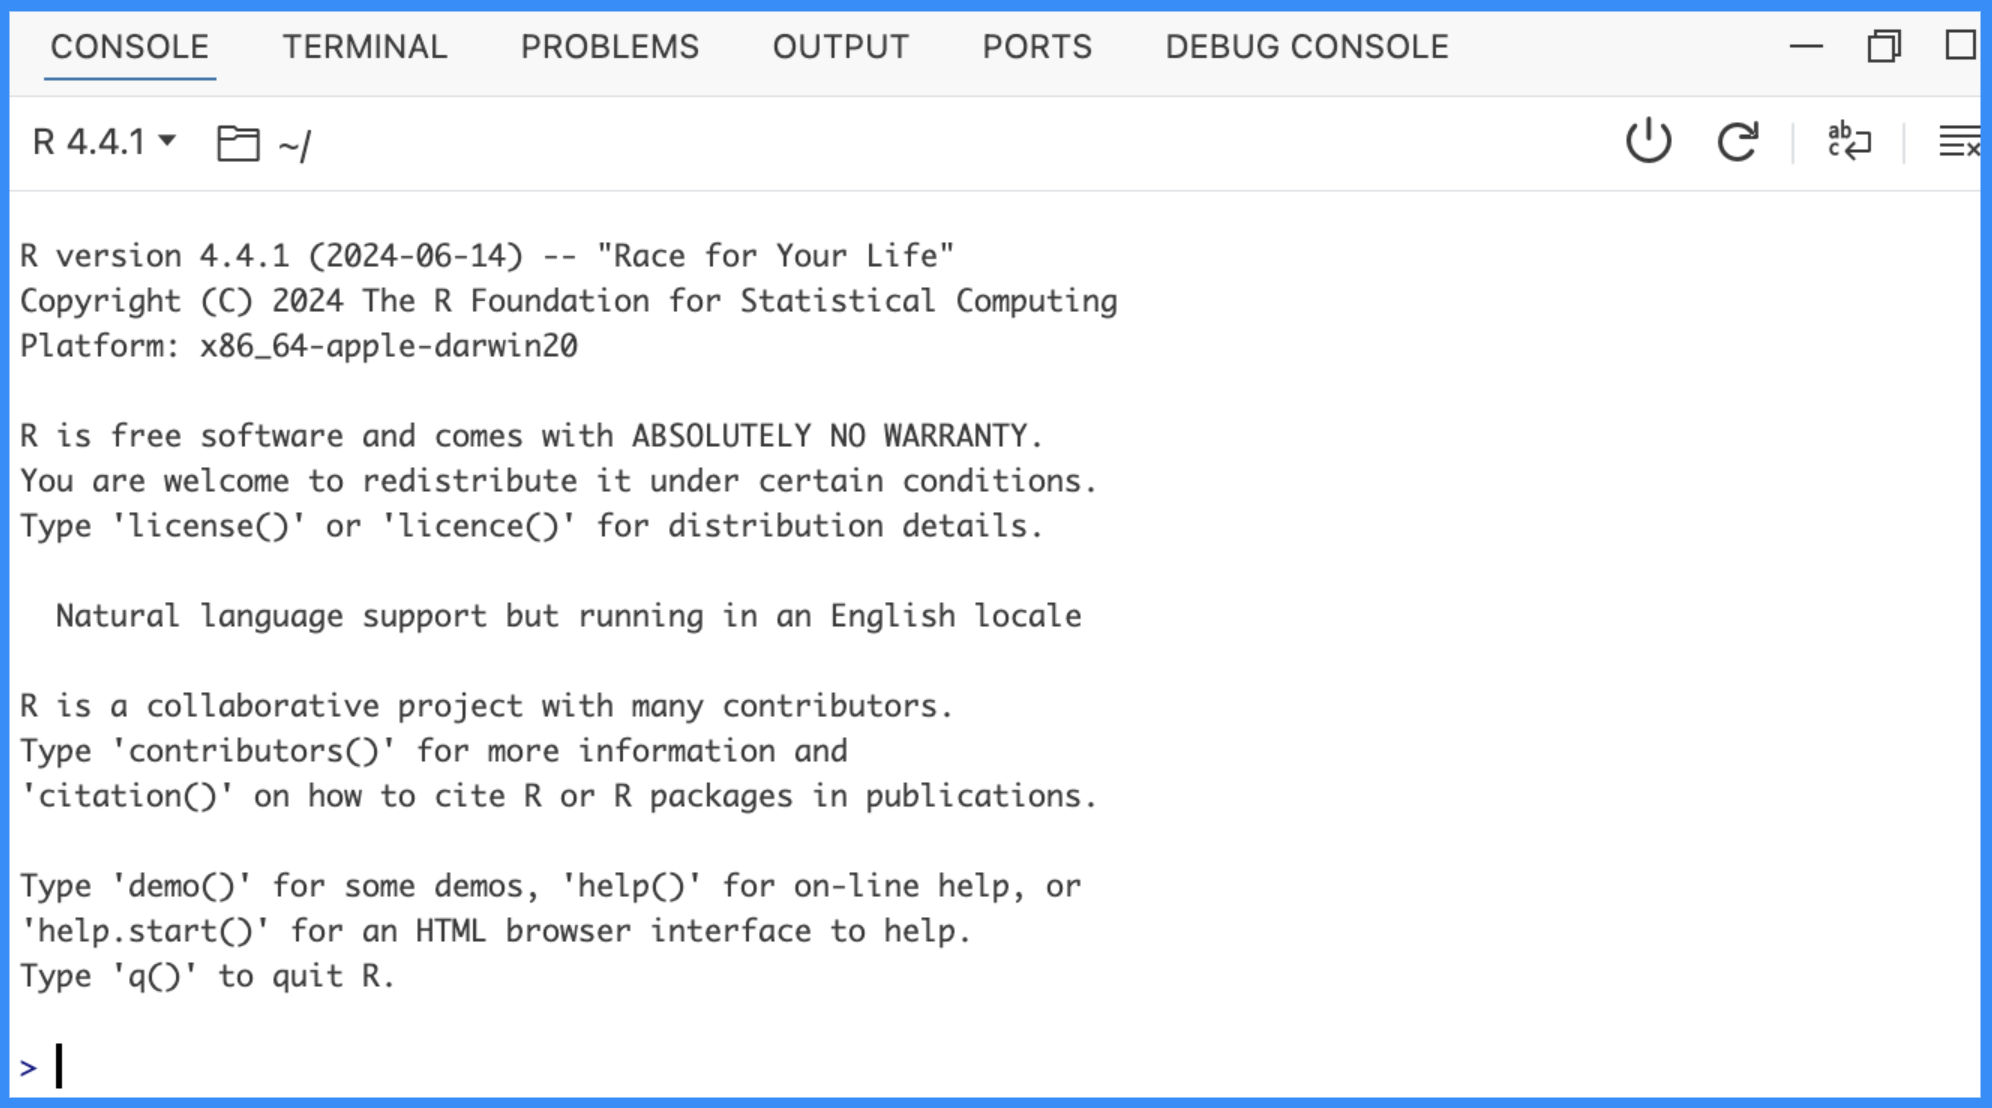 CONSOLE TERMINAL PROBLEMS OUTPUT PORTS DEBUG CONSOLE
R 4.4.1 ~/ abc
R version 4.4.1 (2024-06-14) -- "Race for Your Life"
Copyright (C) 2024 The R Foundation for Statistical Computing
Platform: x86_64-apple-darwin20
R is free software and comes with ABSOLUTELY NO WARRANTY.
You are welcome to redistribute it under certain conditions.
Type 'license()' or 'licence()' for distribution details.
Natural language support but running in an English locale
R is a collaborative project with many contributors.
Type 'contributors()' for more information and
'citation()' on how to cite R or R packages in publications.
Type 'demo()' for some demos, 'help()' for on-line help, or
'help.start()' for an HTML browser interface to help.
Type 'q()' to quit R.
>